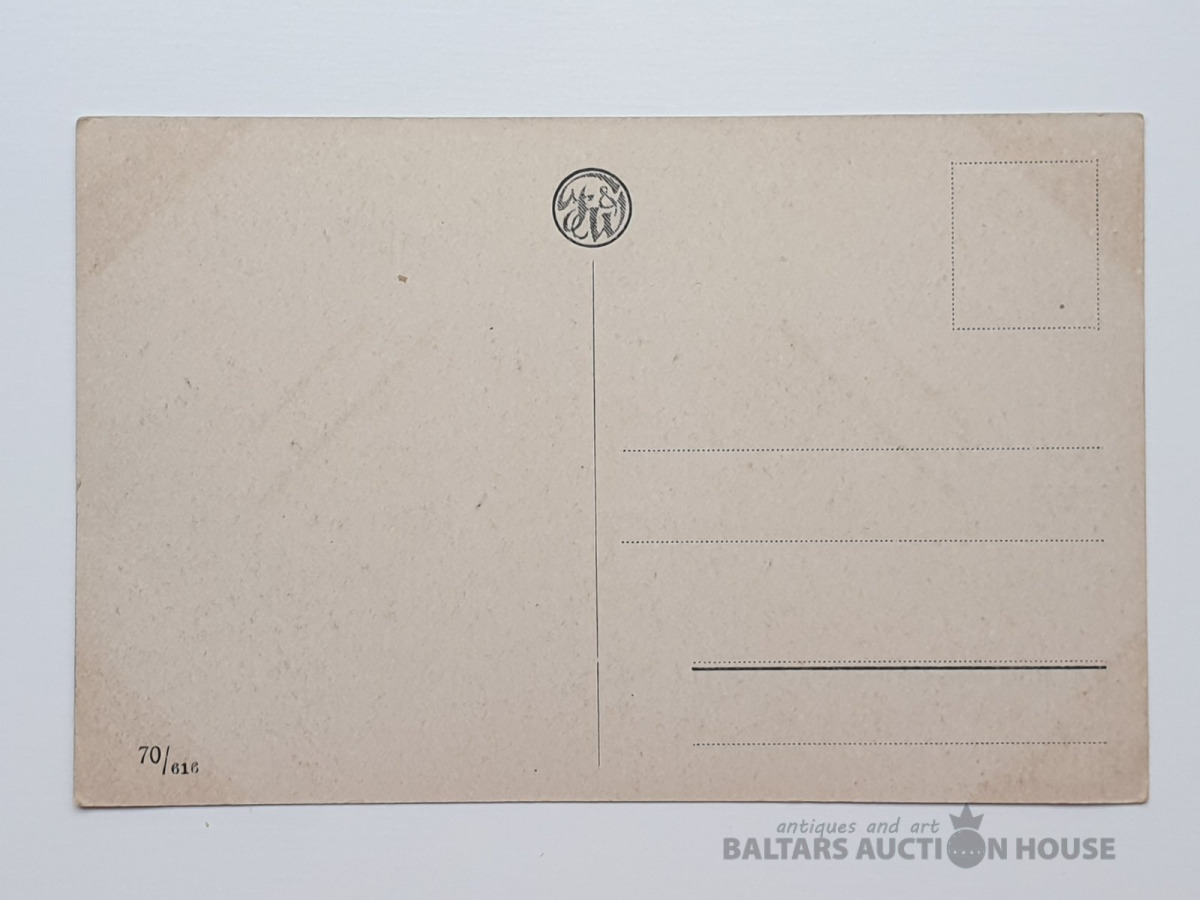 70/616
antiques and art
BALTARS AUCTION HOUSE